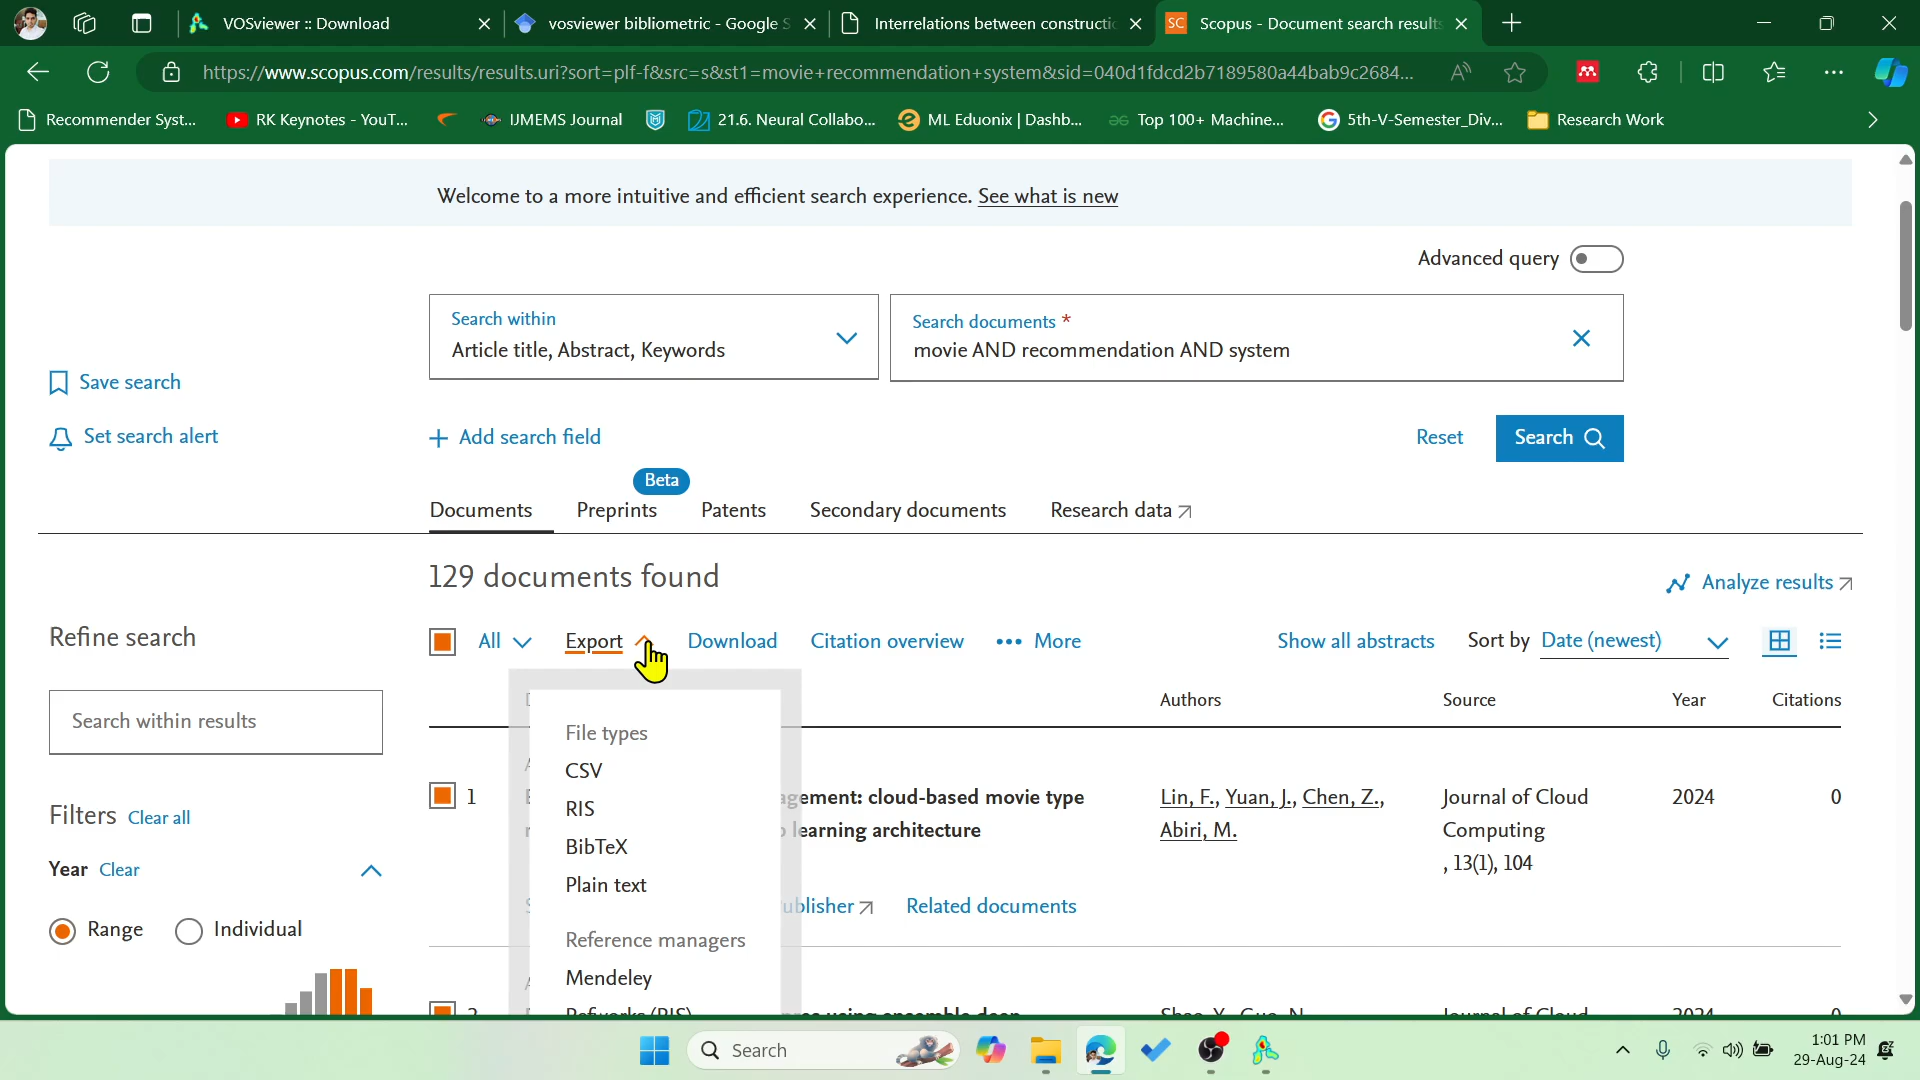 VOSviewer :: Download
vosviewer bibliometric - Google S
Interrelations between constructi
SC Scopus - Document search results
https://www.scopus.com/results/results.uri?sort=plf-f&src=s&st1=movie+recommendation+system&sid=040d1fdcd2b7189580a44bab9c2684...
Recommender Syst... RK Keynotes - YouT... IJMEMS Journal 21.6. Neural Collabo... ML Eduonix | Dashb... Top 100+ Machine... 5th-V-Semester_Div... Research Work
Welcome to a more intuitive and efficient search experience. See what is new
Advanced query
Search within
Article title, Abstract, Keywords
Search documents *
movie AND recommendation AND system
Save search
Set search alert
+ Add search field
Reset
Search
Beta
Documents Preprints Patents Secondary documents Research data
129 documents found
Analyze results
Refine search
All Export Download Citation overview ••• More Show all abstracts Sort by Date (newest)
Authors Source Year Citations
Search within results
File types
CSV
RIS
BibTeX
Plain text
Reference managers
Mendeley
Refworks (RIS)
1
agement: cloud-based movie type
learning architecture
Lin, F., Yuan, J., Chen, Z.,
Abiri, M.
Journal of Cloud
Computing
, 13(1), 104
2024
0
ublisher
Related documents
Filters Clear all
Year Clear
Range Individual
2
Search
1:01 PM
29-Aug-24